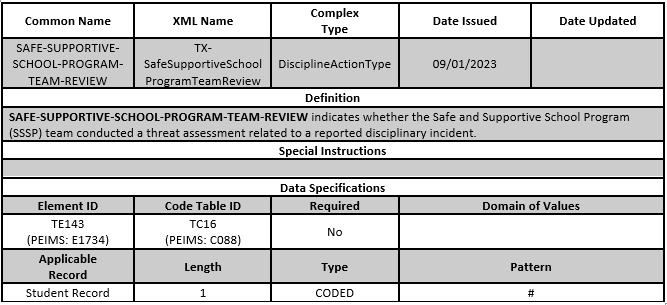 Common Name XML Name Complex Type Date Issued Date Updated
SAFE-SUPPORTIVE-
SCHOOL-PROGRAM-
TEAM-REVIEW
TX-
SafeSupportiveSchool
ProgramTeamReview
DisciplineActionType
09/01/2023
Definition
SAFE-SUPPORTIVE-SCHOOL-PROGRAM-TEAM-REVIEW indicates whether the Safe and Supportive School Program
(SSSP) team conducted a threat assessment related to a reported disciplinary incident.
Special Instructions
Data Specifications
Element ID Code Table ID Required Domain of Values
TE143
(PEIMS: E1734)
TC16
(PEIMS: C088)
No
Applicable
Record
Length Type Pattern
Student Record 1 CODED #